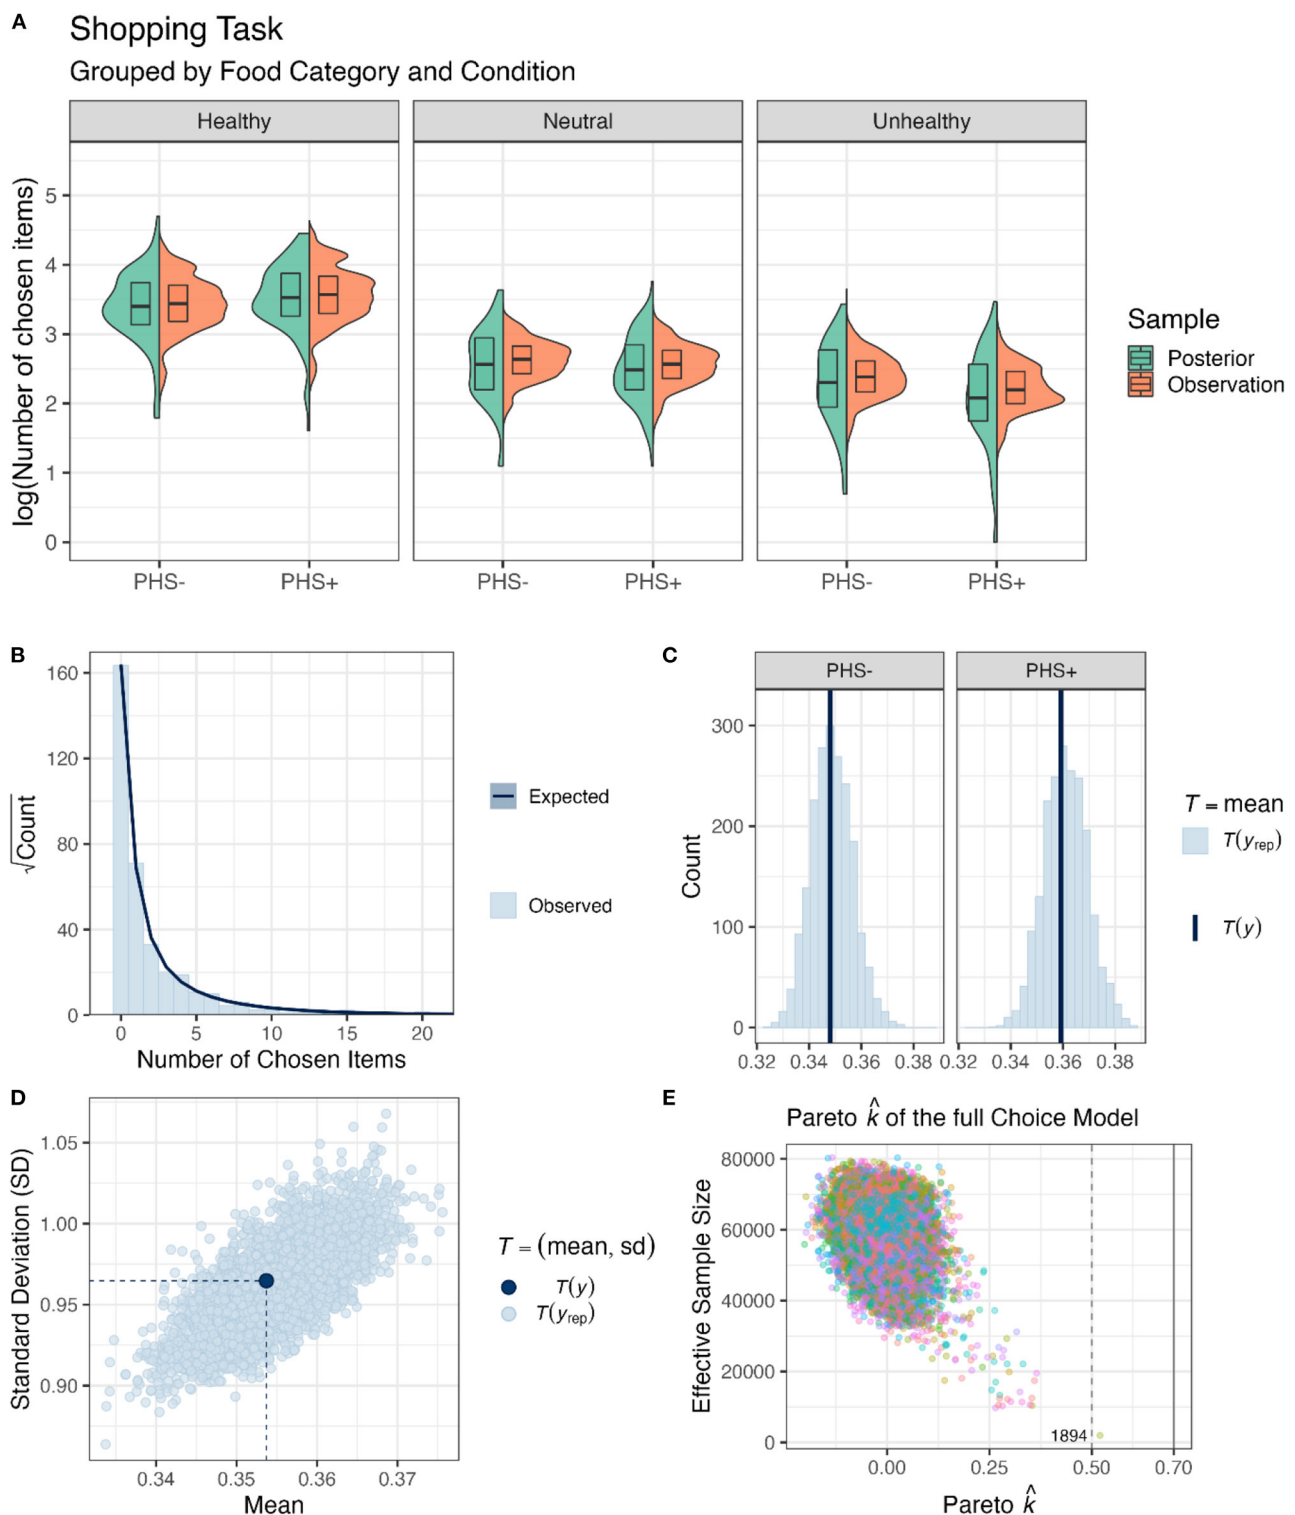 A
Shopping Task
Grouped by Food Category and Condition
Healthy
Neutral
Unhealthy
log(Number of chosen items)
5
4
3
2
1
0
PHS-
PHS+
PHS-
PHS+
PHS-
PHS+
Sample
Posterior
Observation
B
√Count
160
120
80
40
0
0
5
10
15
20
Number of Chosen Items
Expected
Observed
C
PHS-
PHS+
Count
300
200
100
0
0.32
0.34
0.36
0.38
0.32
0.34
0.36
0.38
T = mean
T(yrep)
T(y)
D
Standard Deviation (SD)
1.05
1.00
0.95
0.90
0.34
0.35
0.36
0.37
Mean
T = (mean, sd)
T(y)
T(yrep)
E
Pareto k̂ of the full Choice Model
Effective Sample Size
80000
60000
40000
20000
0
1894
0.00
0.25
0.50
0.70
Pareto k̂